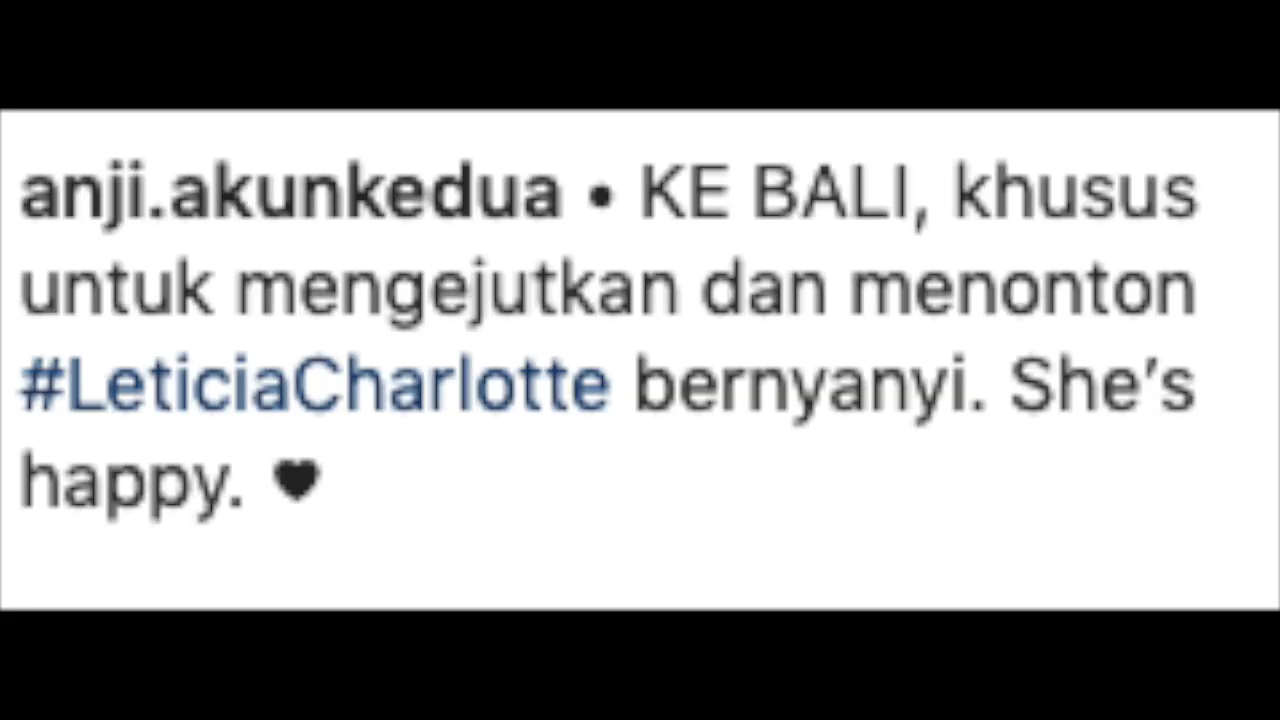 anji.akunkedua • KE BALI, khusus
untuk mengejutkan dan menonton
#LeticiaCharlotte bernyanyi. She’s
happy. ♥